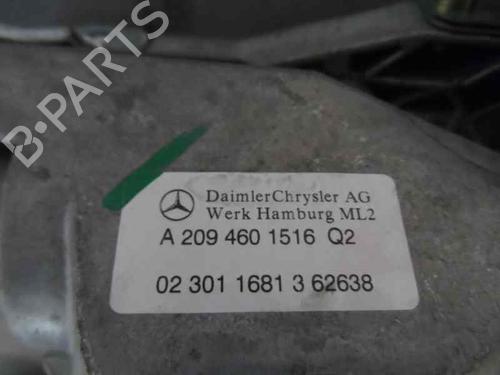 B-PARTS
DaimlerChrysler AG
Werk Hamburg ML2
A 209 460 1516 Q2
02 301 1681 3 62638